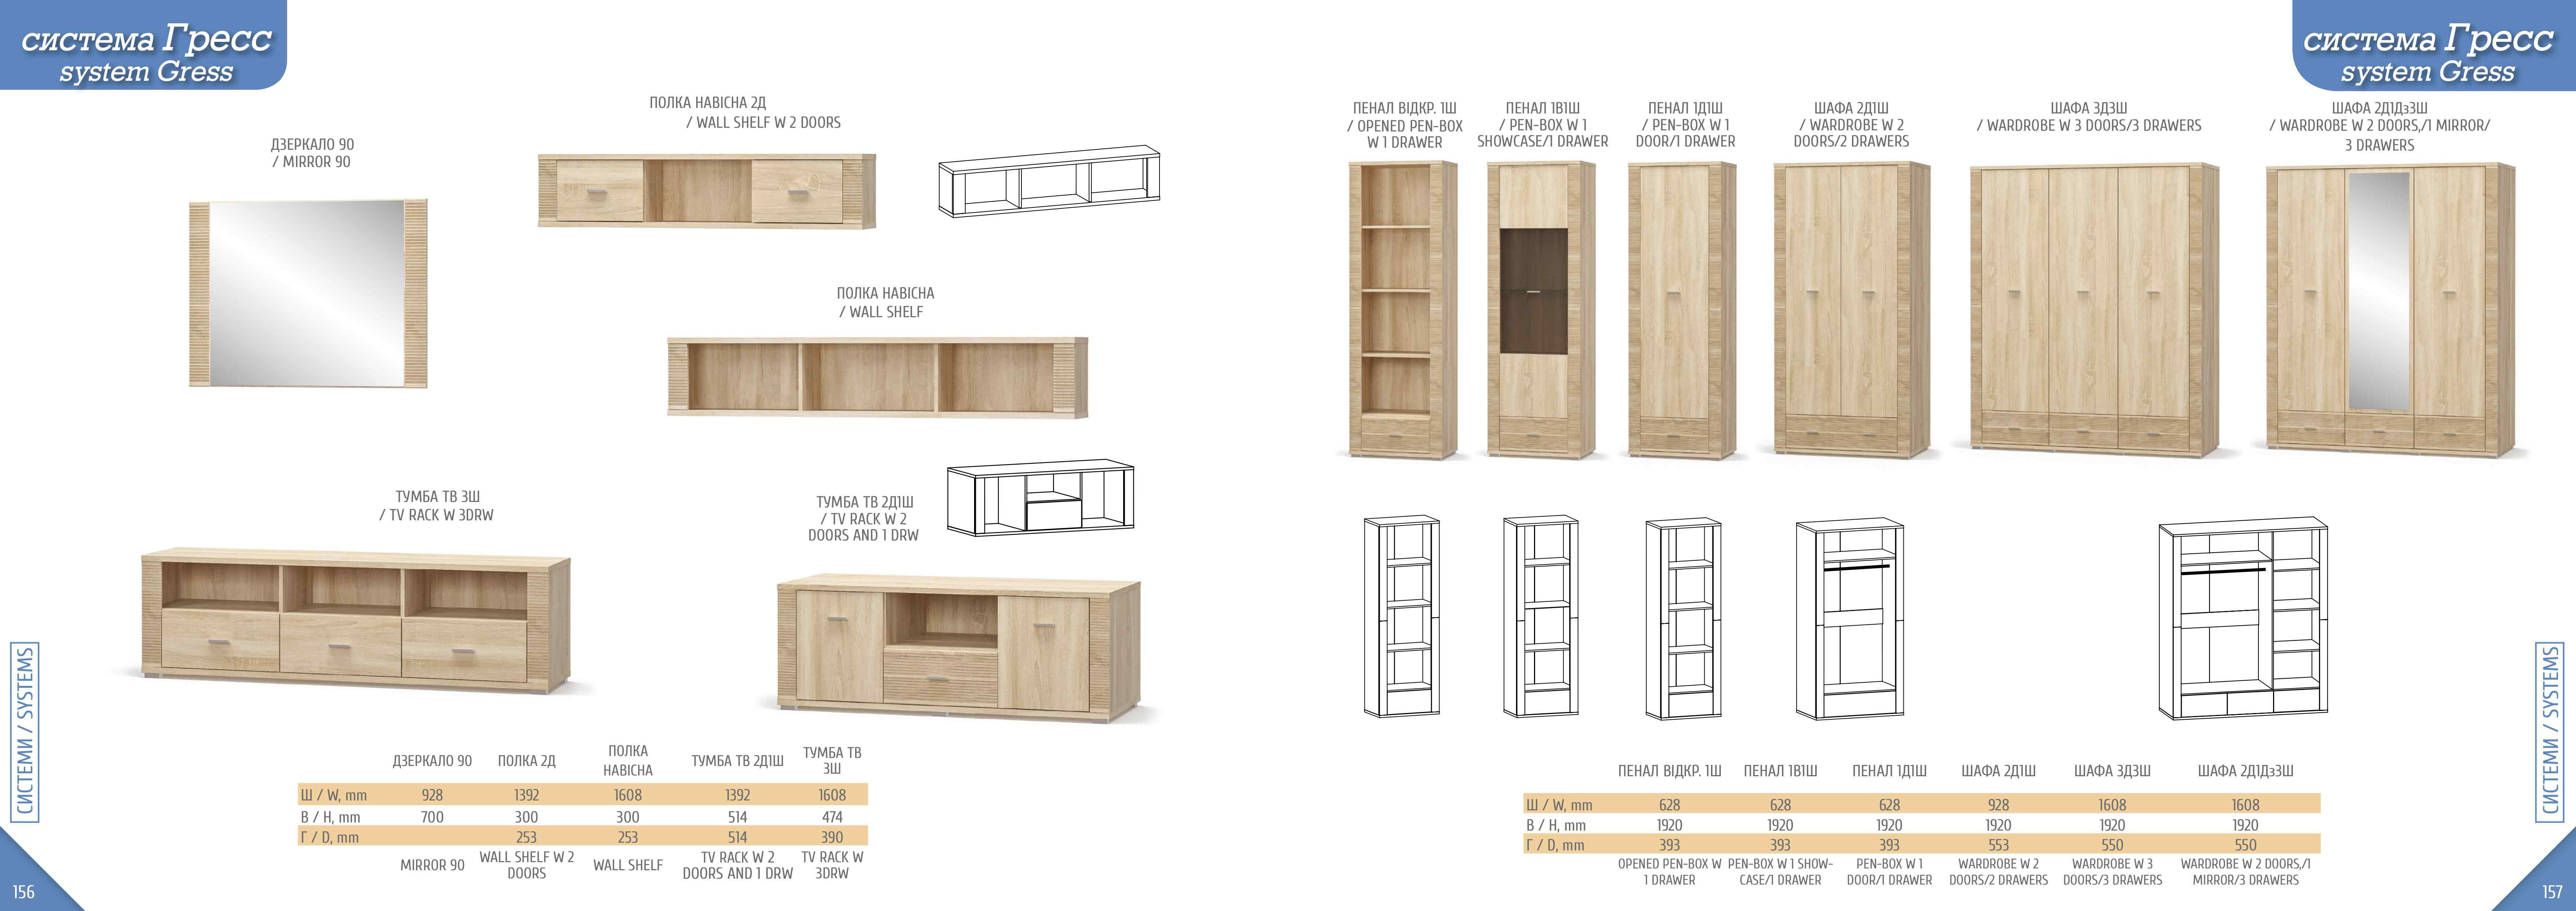 система Гресс
system Gress
ДЗЕРКАЛО 90
/ MIRROR 90
ПОЛКА НАВІСНА 2Д
/ WALL SHELF W 2 DOORS
ПОЛКА НАВІСНА
/ WALL SHELF
ТУМБА ТВ 3Ш
/ TV RACK W 3DRW
ТУМБА ТВ 2Д1Ш
/ TV RACK W 2
DOORS AND 1 DRW
СИСТЕМИ / SYSTEMS
ДЗЕРКАЛО 90 ПОЛКА 2Д ПОЛКА НАВІСНА ТУМБА ТВ 2Д1Ш ТУМБА ТВ 3Ш
Ш / W, mm 928 1392 1608 1392 1608
В / H, mm 700 300 300 514 474
Г / D, mm 253 253 514 390
MIRROR 90 WALL SHELF W 2 DOORS WALL SHELF TV RACK W 2 DOORS AND 1 DRW TV RACK W 3DRW
156
система Гресс
system Gress
ПЕНАЛ ВІДКР. 1Ш
/ OPENED PEN-BOX
W 1 DRAWER
ПЕНАЛ 1В1Ш
/ PEN-BOX W 1
SHOWCASE/1 DRAWER
ПЕНАЛ 1Д1Ш
/ PEN-BOX W 1
DOOR/1 DRAWER
ШАФА 2Д1Ш
/ WARDROBE W 2
DOORS/2 DRAWERS
ШАФА 3Д3Ш
/ WARDROBE W 3 DOORS/3 DRAWERS
ШАФА 2Д1Дз3Ш
/ WARDROBE W 2 DOORS,/1 MIRROR/
3 DRAWERS
ПЕНАЛ ВІДКР. 1Ш ПЕНАЛ 1В1Ш ПЕНАЛ 1Д1Ш ШАФА 2Д1Ш ШАФА 3Д3Ш ШАФА 2Д1Дз3Ш
Ш / W, mm 628 628 628 928 1608 1608
В / H, mm 1920 1920 1920 1920 1920 1920
Г / D, mm 393 393 393 553 550 550
OPENED PEN-BOX W PEN-BOX W 1 SHOW- PEN-BOX W 1 WARDROBE W 2 WARDROBE W 3 WARDROBE W 2 DOORS,/1
1 DRAWER CASE/1 DRAWER DOOR/1 DRAWER DOORS/2 DRAWERS DOORS/3 DRAWERS MIRROR/3 DRAWERS
СИСТЕМИ / SYSTEMS
157